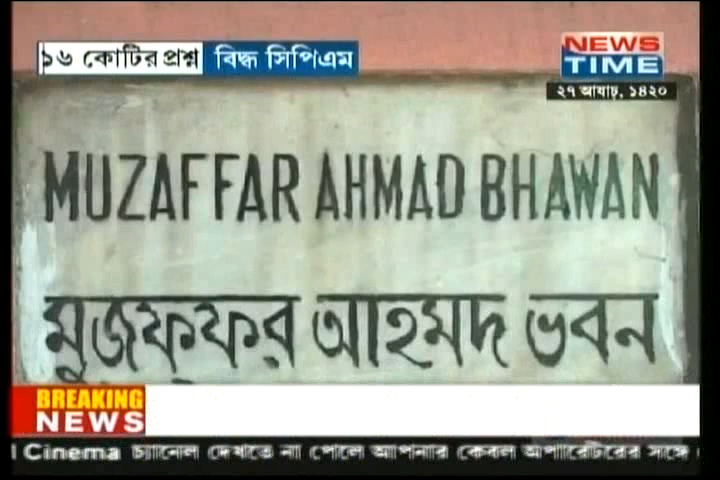 ১৬ কোটির প্রশ্ন বিদ্ধ সিপিএম
NEWS
TIME
২৭ আষাঢ়, ১৪২০
MUZAFFAR AHMAD BHAWAN
মুজফ্ফর আহমদ ভবন
BREAKING
NEWS
l Cinema চ্যানেল দেখতে না পেলে আপনার কেবল অপারেটরের সঙ্গে